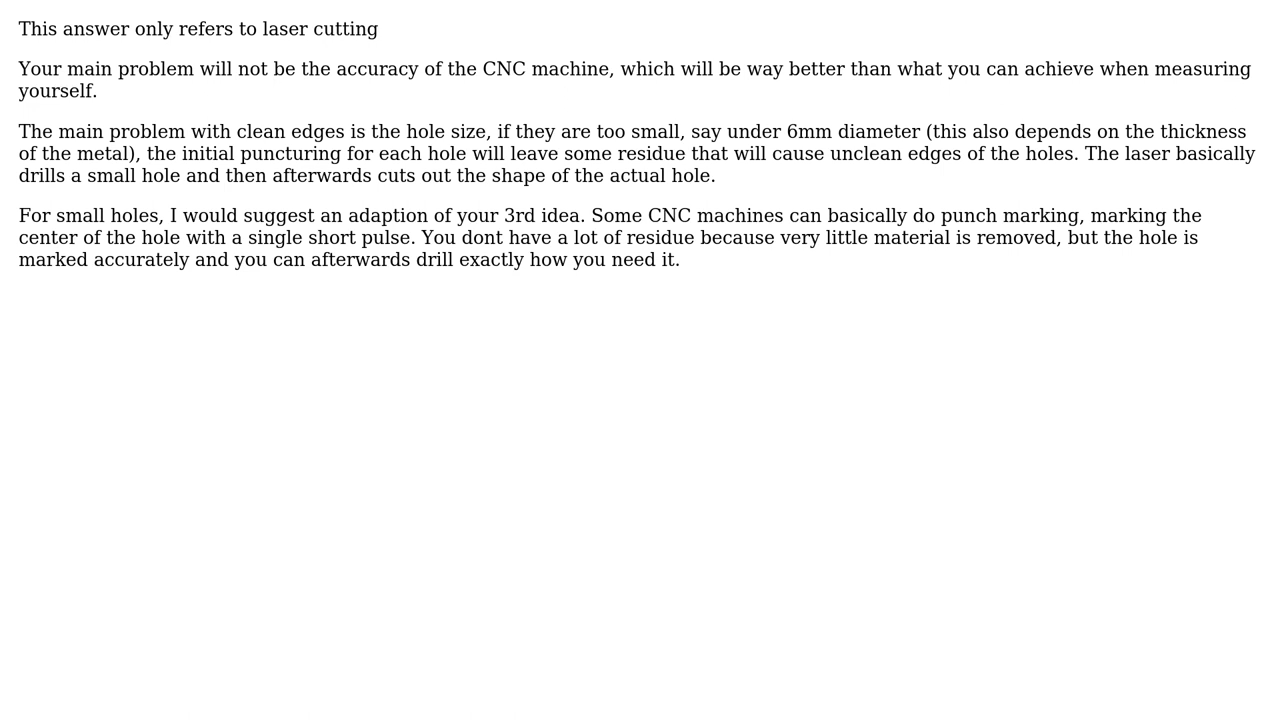 This answer only refers to laser cutting
Your main problem will not be the accuracy of the CNC machine, which will be way better than what you can achieve when measuring
yourself.
The main problem with clean edges is the hole size, if they are too small, say under 6mm diameter (this also depends on the thickness
of the metal), the initial puncturing for each hole will leave some residue that will cause unclean edges of the holes. The laser basically
drills a small hole and then afterwards cuts out the shape of the actual hole.
For small holes, I would suggest an adaption of your 3rd idea. Some CNC machines can basically do punch marking, marking the
center of the hole with a single short pulse. You dont have a lot of residue because very little material is removed, but the hole is
marked accurately and you can afterwards drill exactly how you need it.